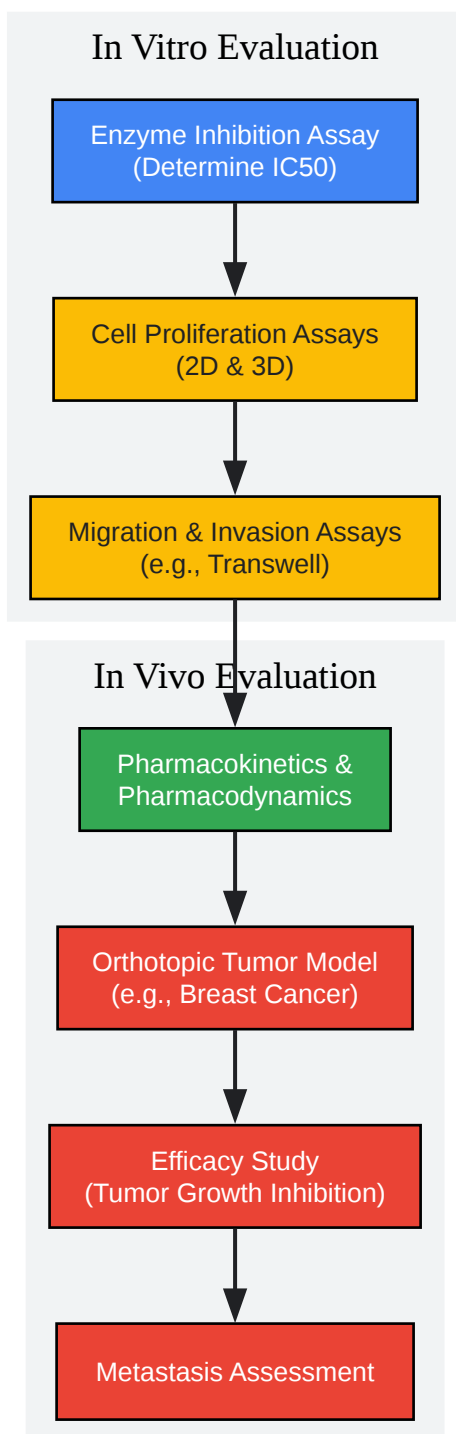 In Vitro Evaluation
Enzyme Inhibition Assay
(Determine IC50)
Cell Proliferation Assays
(2D & 3D)
Migration & Invasion Assays
(e.g., Transwell)
In Vivo Evaluation
Pharmacokinetics &
Pharmacodynamics
Orthotopic Tumor Model
(e.g., Breast Cancer)
Efficacy Study
(Tumor Growth Inhibition)
Metastasis Assessment